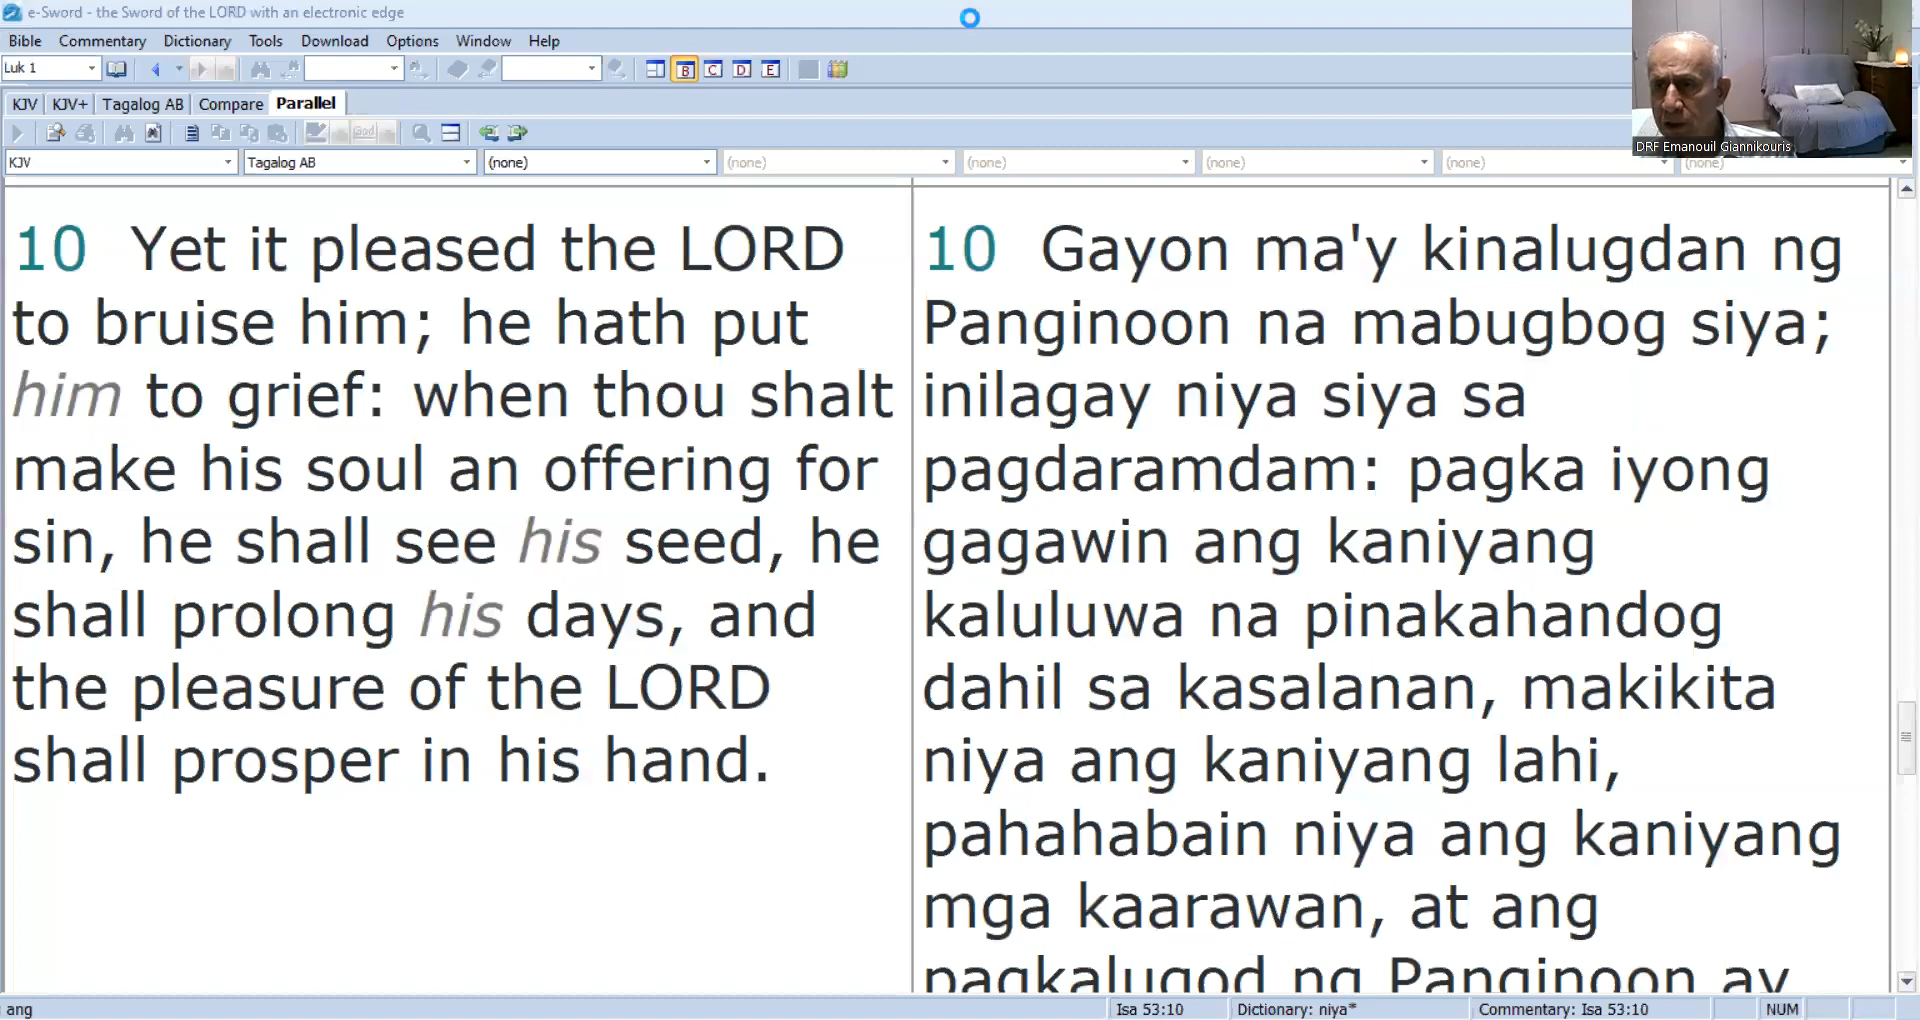 e-Sword - the Sword of the LORD with an electronic edge
Bible Commentary Dictionary Tools Download Options Window Help
Luk 1
B C D E
KJV KJV+ Tagalog AB Compare Parallel
KJV Tagalog AB (none) (none) (none) (none) (none) (none)
DRF Emanouil Giannikouris
10 Yet it pleased the LORD
to bruise him; he hath put
him to grief: when thou shalt
make his soul an offering for
sin, he shall see his seed, he
shall prolong his days, and
the pleasure of the LORD
shall prosper in his hand.
10 Gayon ma'y kinalugdan ng
Panginoon na mabugbog siya;
inilagay niya siya sa
pagdaramdam: pagka iyong
gagawin ang kaniyang
kaluluwa na pinakahandog
dahil sa kasalanan, makikita
niya ang kaniyang lahi,
pahahabain niya ang kaniyang
mga kaarawan, at ang
pagkalugod ng Panginoon ay
ang Isa 53:10 Dictionary: niya* Commentary: Isa 53:10 NUM